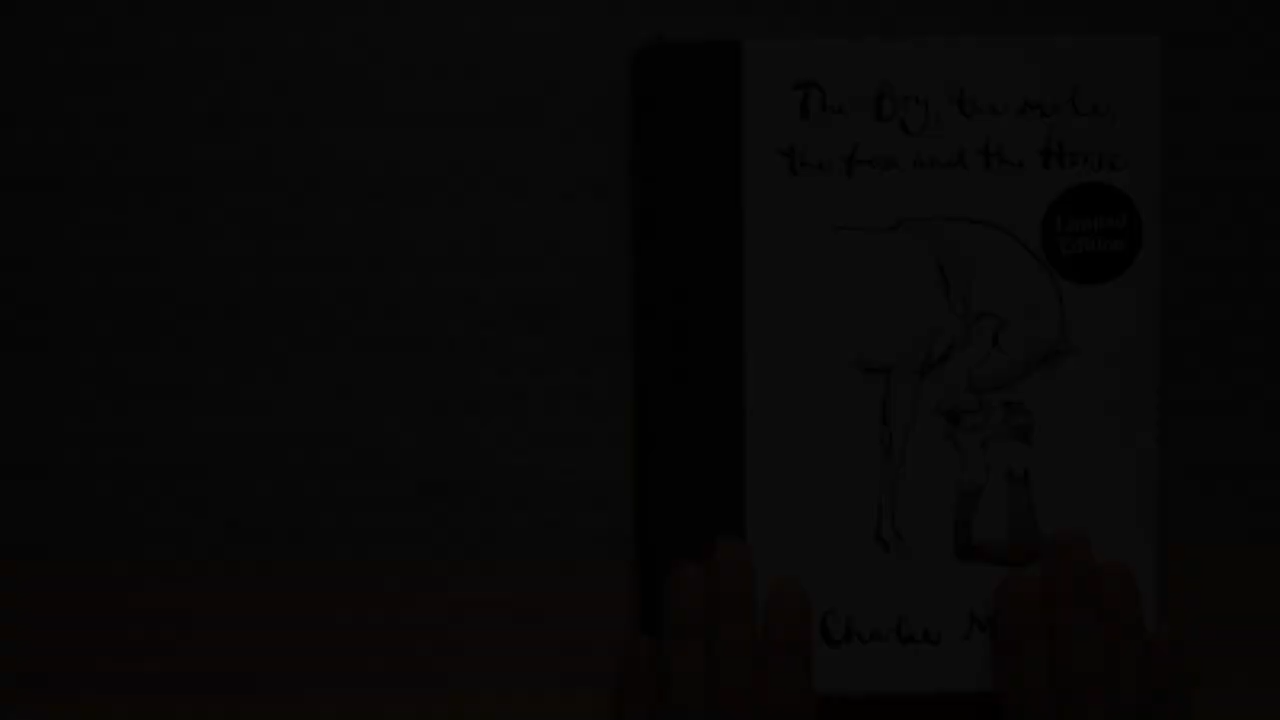 The Boy, the mole,
the fox and the Horse
Limited
Edition
Charlie M